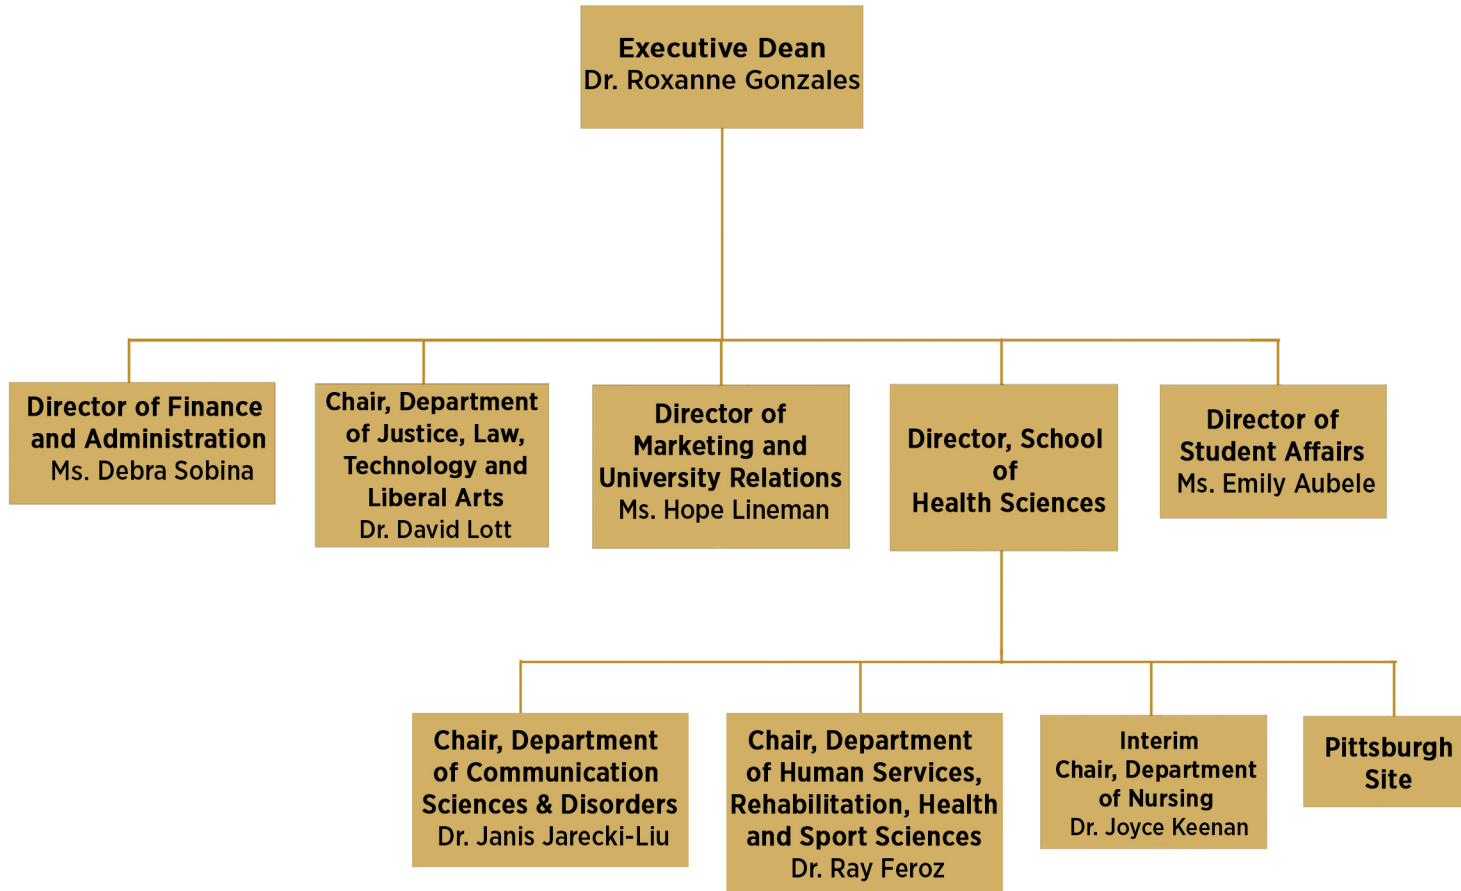 Executive Dean
Dr. Roxanne Gonzales
Director of Finance
and Administration
Ms. Debra Sobina
Chair, Department
of Justice, Law,
Technology and
Liberal Arts
Dr. David Lott
Director of
Marketing and
University Relations
Ms. Hope Lineman
Director, School
of
Health Sciences
Director of
Student Affairs
Ms. Emily Aubele
Chair, Department
of Communication
Sciences & Disorders
Dr. Janis Jarecki-Liu
Chair, Department
of Human Services,
Rehabilitation, Health
and Sport Sciences
Dr. Ray Feroz
Interim
Chair, Department
of Nursing
Dr. Joyce Keenan
Pittsburgh
Site